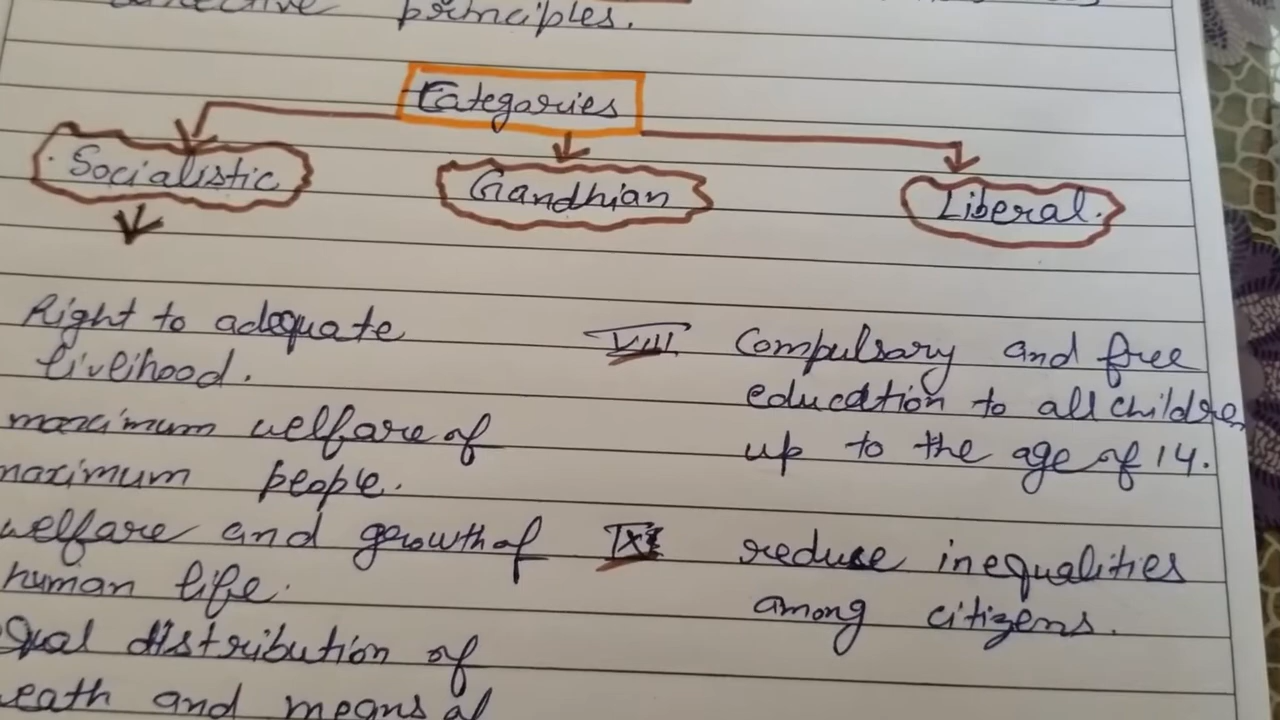 principles.
Categories
Socialistic
Gandhian
Liberal.
Right to adequate
livelihood.
maximum welfare of
maximum people.
welfare and growth of
human life.
distribution of
and means
VIII Compulsary and free
education to all children
up to the age of 14.
IX reduse inequalities
among citizens.